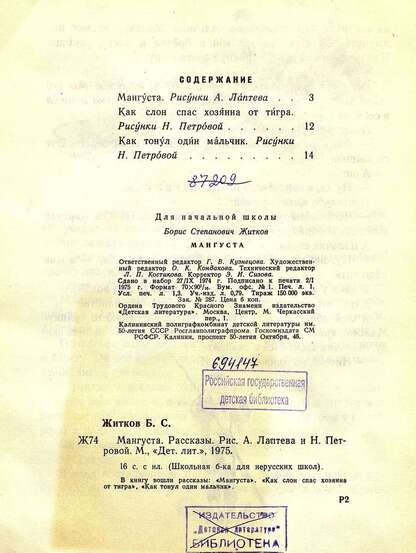 СОДЕРЖАНИЕ
Мангу́ста. Рису́нки А. Ла́птева . . . 3
Как слон спас хозя́ина от ти́гра.
Рису́нки Н. Петро́вой . . . . . 12
Как тону́л оди́н ма́льчик. Рису́нки
Н. Петро́вой . . . . . . . 14
87209
Для начальной школы
Борис Степанович Житков
МАНГУСТА
Ответственный редактор Г. В. Кузнецова. Художествен-
ный редактор О. К. Кондакова. Технический редактор
Л. П. Костикова. Корректор Э. И. Сизова.
Сдано в набор 27/IX 1974 г. Подписано к печати 2/I
1975 г. Формат 70×90¹/₁₆. Бум. офс. № 1. Печ. л. 1.
Усл. печ. л. 1,3. Уч.-изд. л. 0,79. Тираж 150 000 экз.
Зак. № 287. Цена 6 коп.
Ордена Трудового Красного Знамени издательство
«Детская литература». Москва, Центр, М. Черкасский
пер., 1.
Калининский полиграфкомбинат детской литературы им.
50-летия СССР Росглавполиграфпрома Госкомиздата СМ
РСФСР. Калинин, проспект 50-летия Октября, 46.
694147
Российская государственная
детская библиотека
Житков Б. С.
Ж74 Мангуста. Рассказы. Рис. А. Лаптева и Н. Пет-
ровой. М., «Дет. лит.», 1975.
16 с. с ил. (Школьная б-ка для нерусских школ).
В книгу вошли рассказы: «Мангуста», «Как слон спас хозяина
от тигра», «Как тонул один мальчик».
Р2
ИЗДАТЕЛЬСТВО
"Детская литература"
БИБЛИОТЕКА